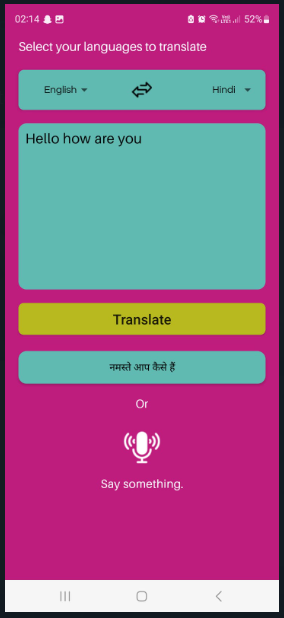 02:14 52%
Select your languages to translate
English Hindi
Hello how are you
Translate
नमस्ते आप कैसे हैं
Or
Say something.